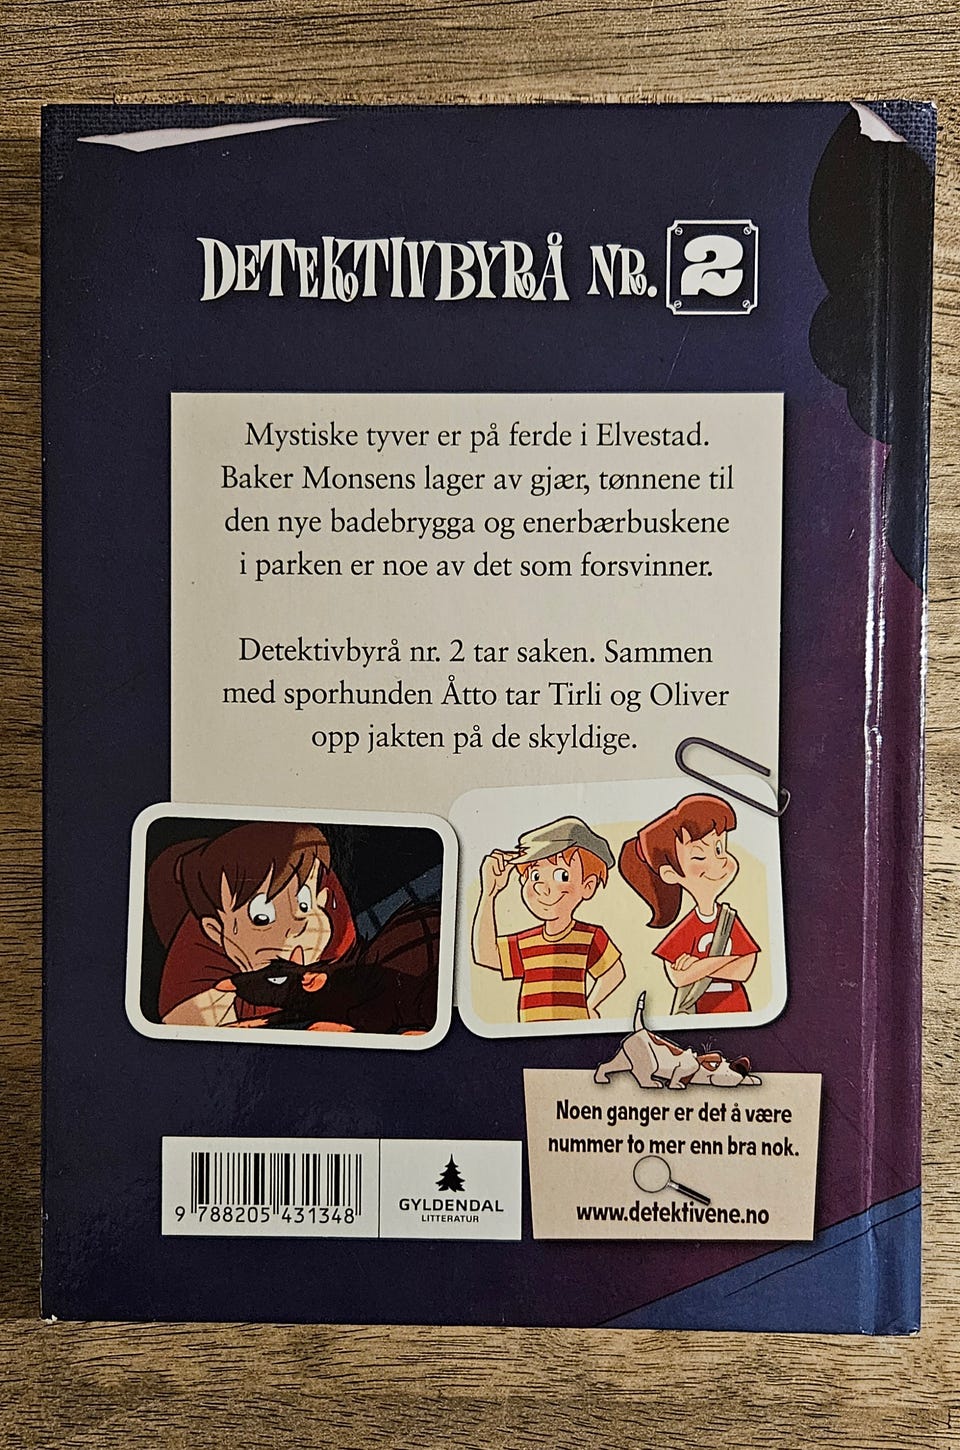 DETEKTIVBYRÅ NR. 2
Mystiske tyver er på ferde i Elvestad.
Baker Monsens lager av gjær, tønnene til
den nye badebrygga og enerbærbuskene
i parken er noe av det som forsvinner.
Detektivbyrå nr. 2 tar saken. Sammen
med sporhunden Åtto tar Tirli og Oliver
opp jakten på de skyldige.
Noen ganger er det å være
nummer to mer enn bra nok.
www.detektivene.no
9 788205 431348
GYLDENDAL
LITTERATUR